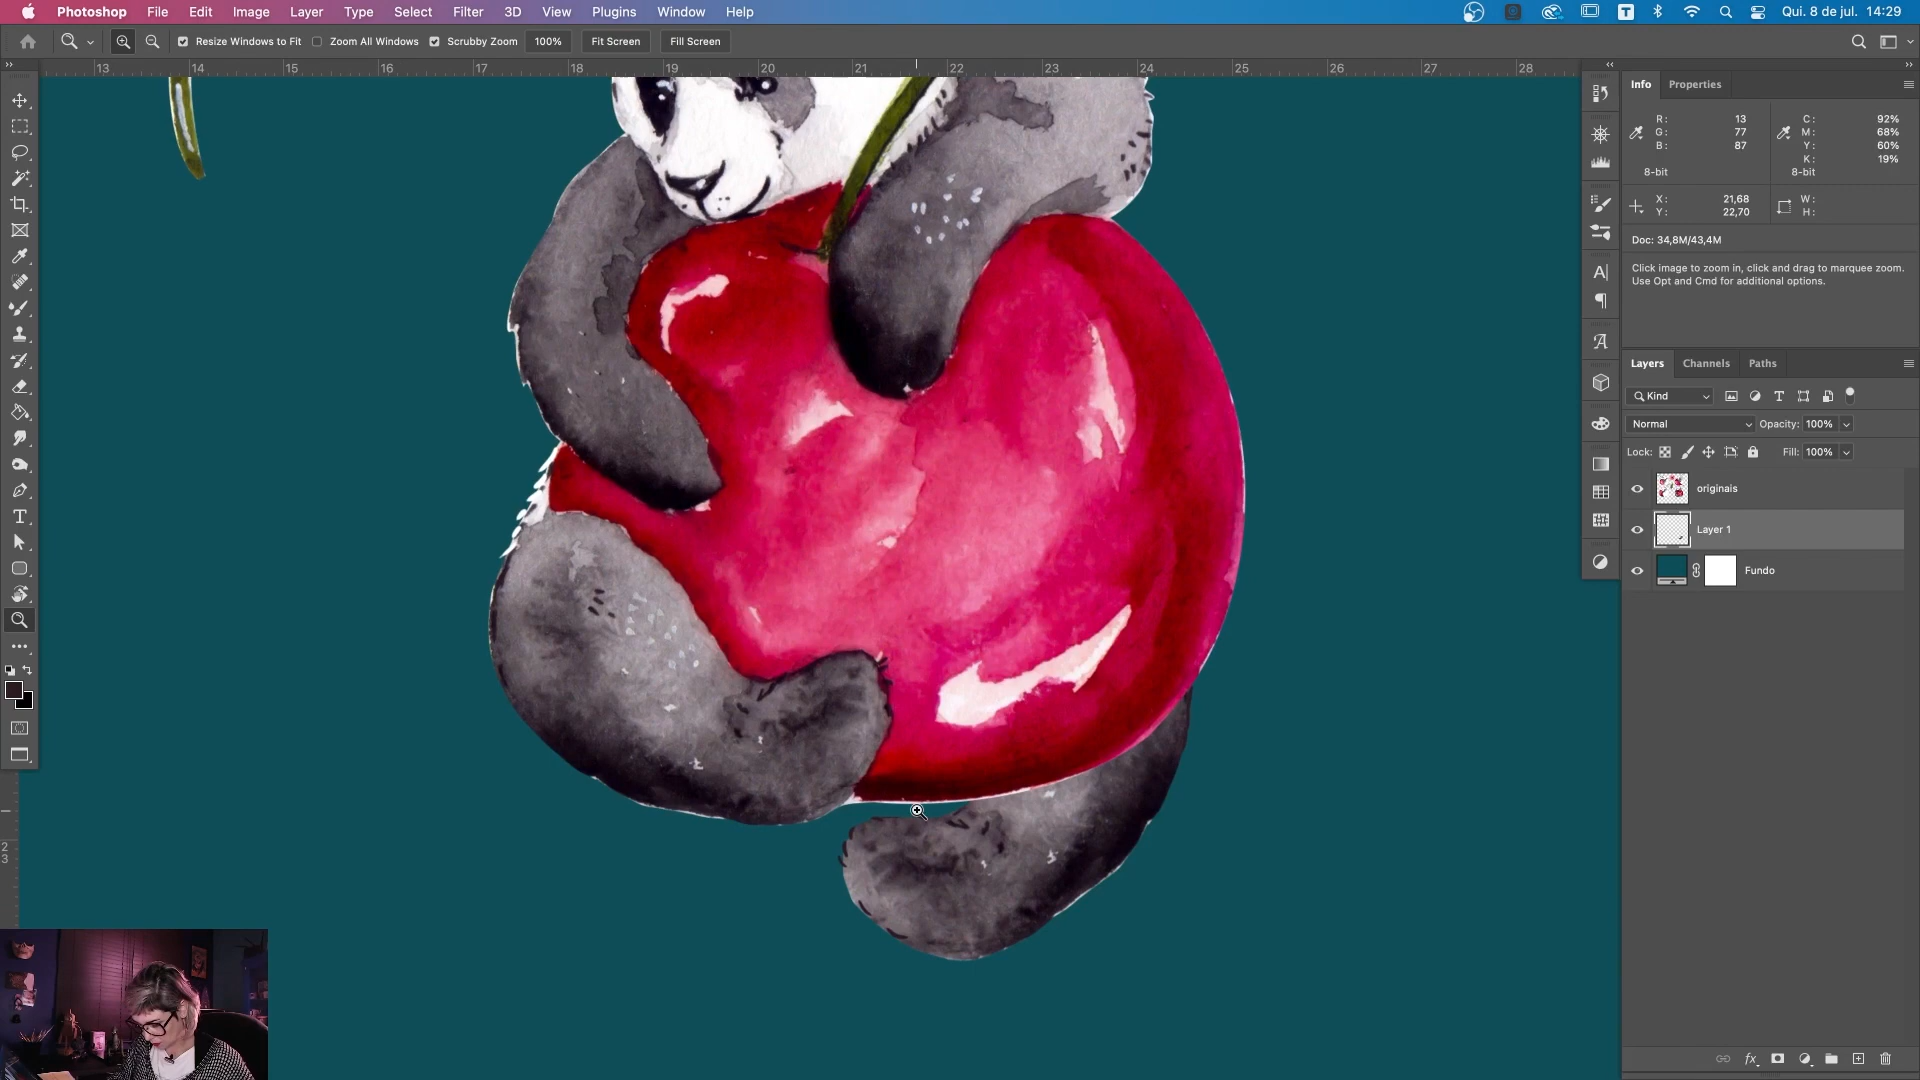 Photoshop File Edit Image Layer Type Select Filter 3D View Plugins Window Help T Qui. 8 de jul. 14:29
Resize Windows to Fit Zoom All Windows Scrubby Zoom 100% Fit Screen Fill Screen
13 14 15 16 17 18 19 20 21 22 23 24 25 26 27 28
Info Properties
R: 13 C: 92%
G: 77 M: 68%
B: 87 Y: 60%
K: 19%
8-bit 8-bit
X: 21,68 W:
Y: 22,70 H:
Doc: 34,8M/43,4M
Click image to zoom in, click and drag to marquee zoom.
Use Opt and Cmd for additional options.
Layers Channels Paths
Kind
Normal Opacity: 100%
Lock: Fill: 100%
originais
Layer 1
Fundo
fx
2
3